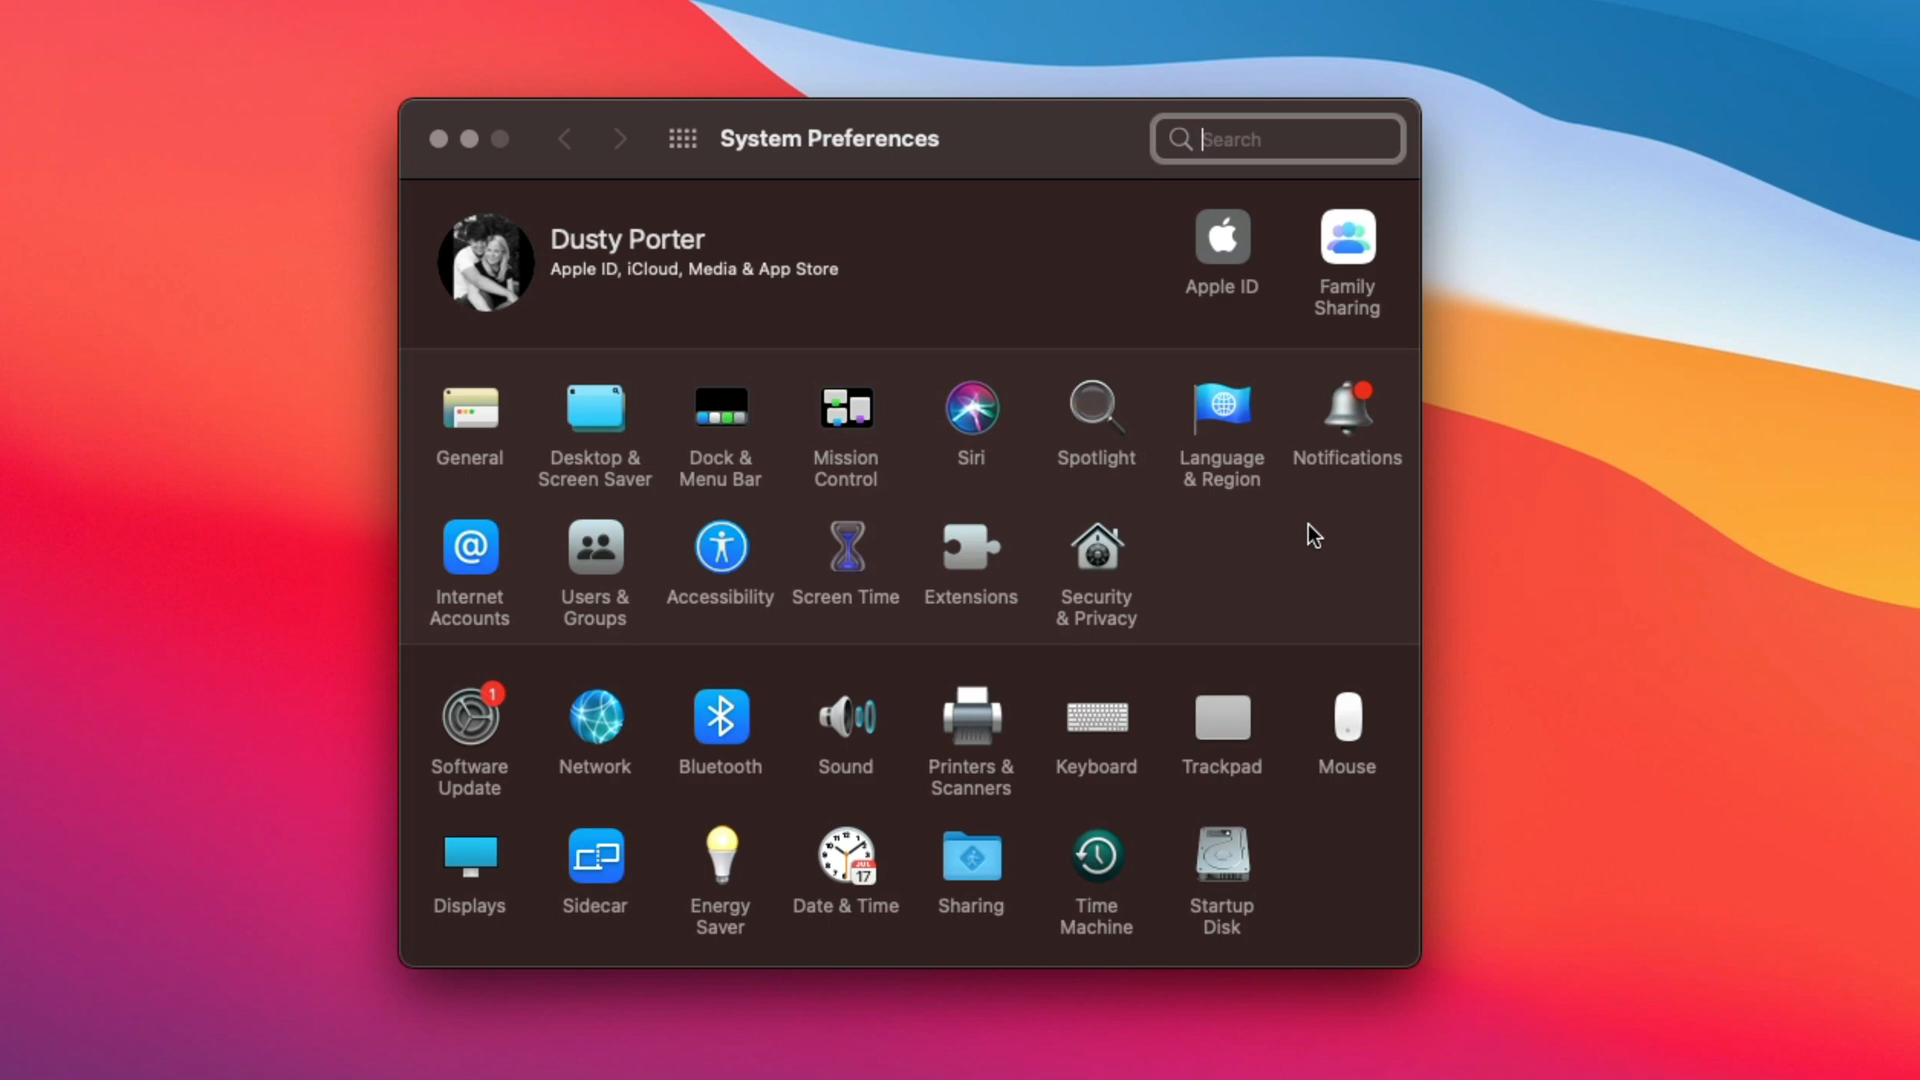 System Preferences
Search
Dusty Porter
Apple ID, iCloud, Media & App Store
Apple ID
Family
Sharing
General
Desktop &
Screen Saver
Dock &
Menu Bar
Mission
Control
Siri
Spotlight
Language
& Region
Notifications
@
Internet
Accounts
Users &
Groups
Accessibility
Screen Time
Extensions
Security
& Privacy
1
Software
Update
Network
Bluetooth
Sound
Printers &
Scanners
Keyboard
Trackpad
Mouse
Displays
Sidecar
Energy
Saver
JUL
17
Date & Time
Sharing
Time
Machine
Startup
Disk